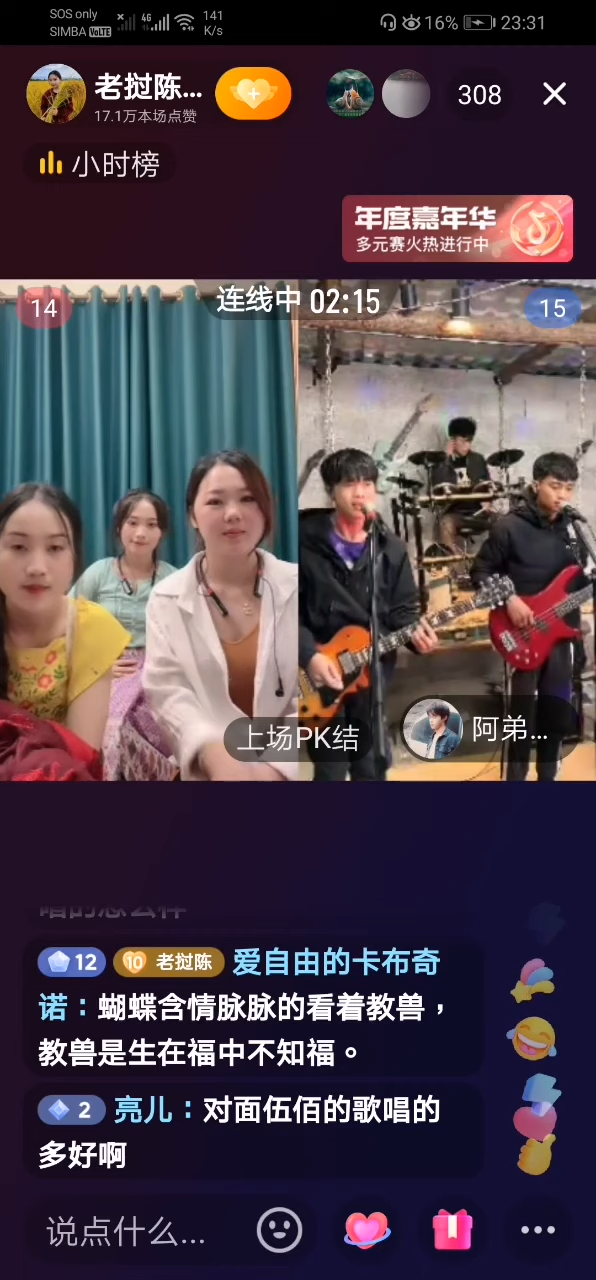 SOS only
SIMBA VoLTE
4G
141
K/s
16%
23:31
老挝陈...
17.1万本场点赞
308
小时榜
年度嘉年华
多元赛火热进行中
14
连线中 02:15
15
上场PK结
阿弟...
12 10 老挝陈 爱自由的卡布奇
诺：蝴蝶含情脉脉的看着教兽，
教兽是生在福中不知福。
2 亮儿：对面伍佰的歌唱的
多好啊
说点什么...